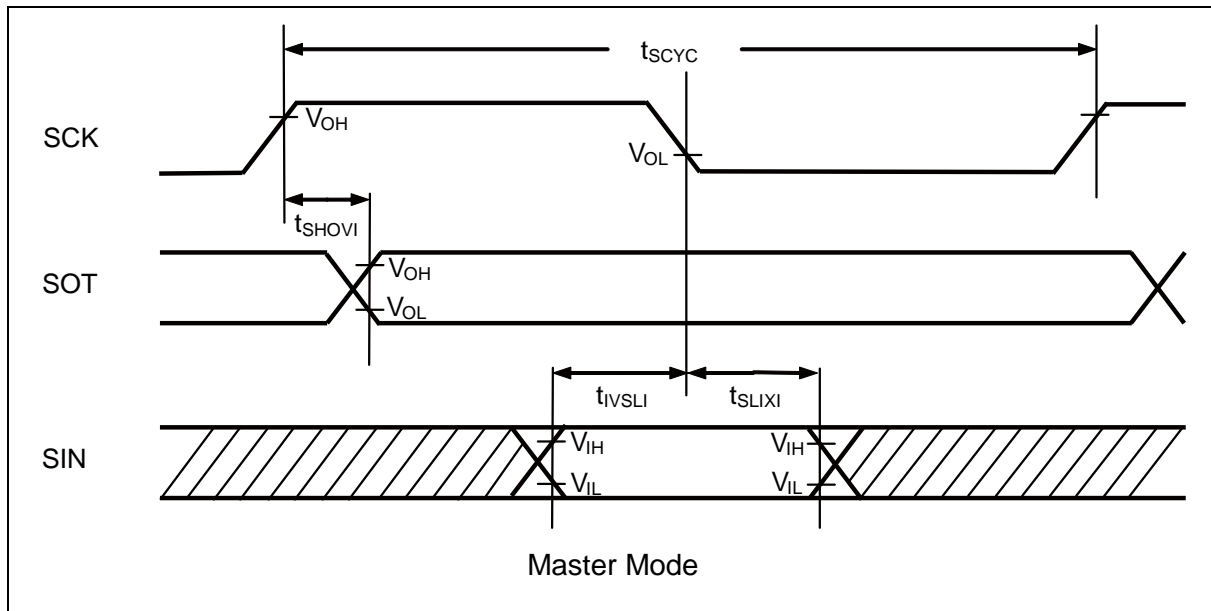 tSCYC
SCK
VOH
VOL
tSHOVI
SOT
VOH
VOL
tIVSLI
tSLIXI
SIN
VIH
VIH
VIL
VIL
Master Mode